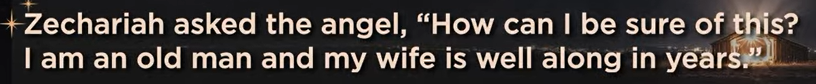 Zechariah asked the angel, “How can I be sure of this?
I am an old man and my wife is well along in years.”